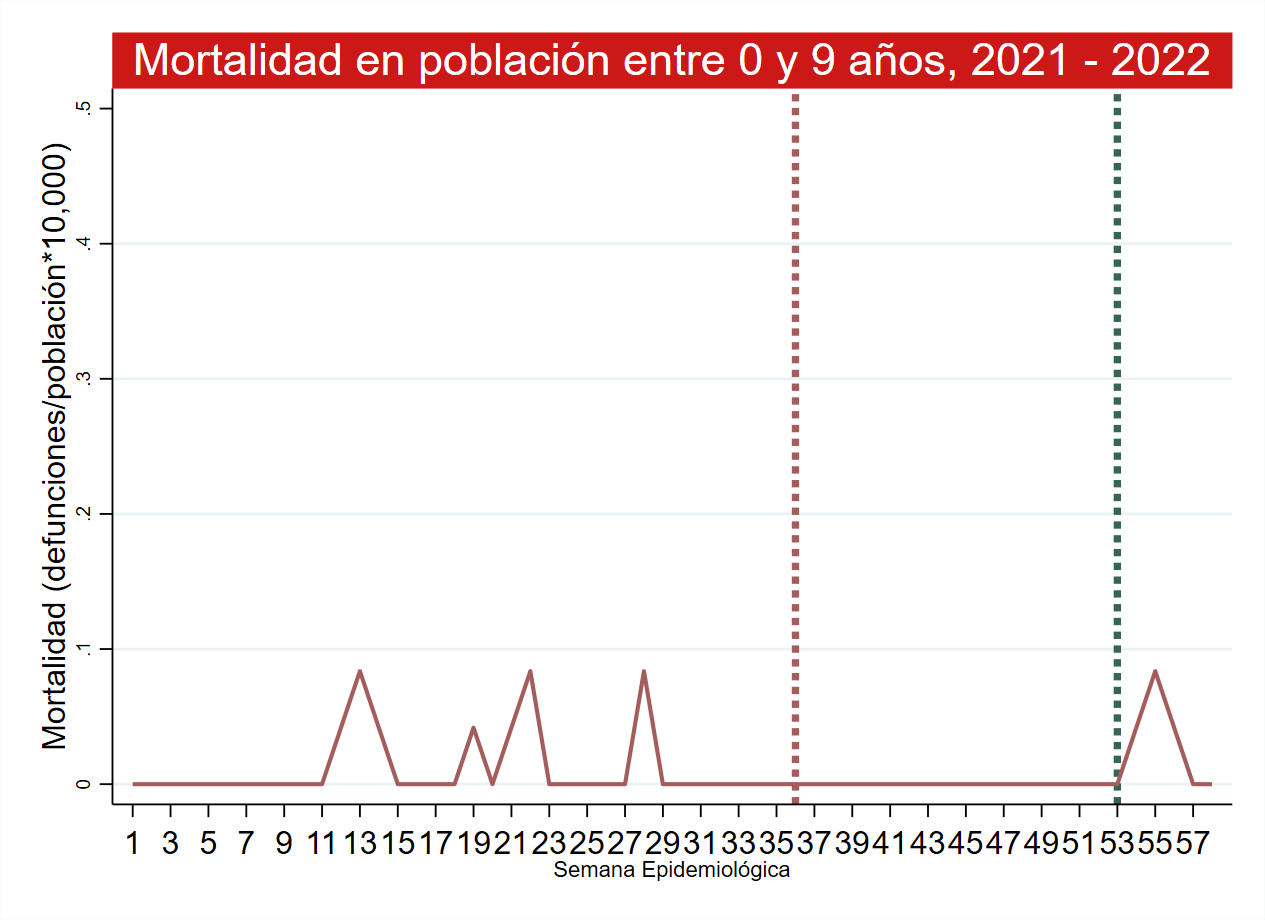 Mortalidad en población entre 0 y 9 años, 2021 - 2022
Mortalidad (defunciones/población*10,000)
.5
.4
.3
.2
.1
0
1 3 5 7 9 11 13 15 17 19 21 23 25 27 29 31 33 35 37 39 41 43 45 47 49 51 53 55 57
Semana Epidemiológica